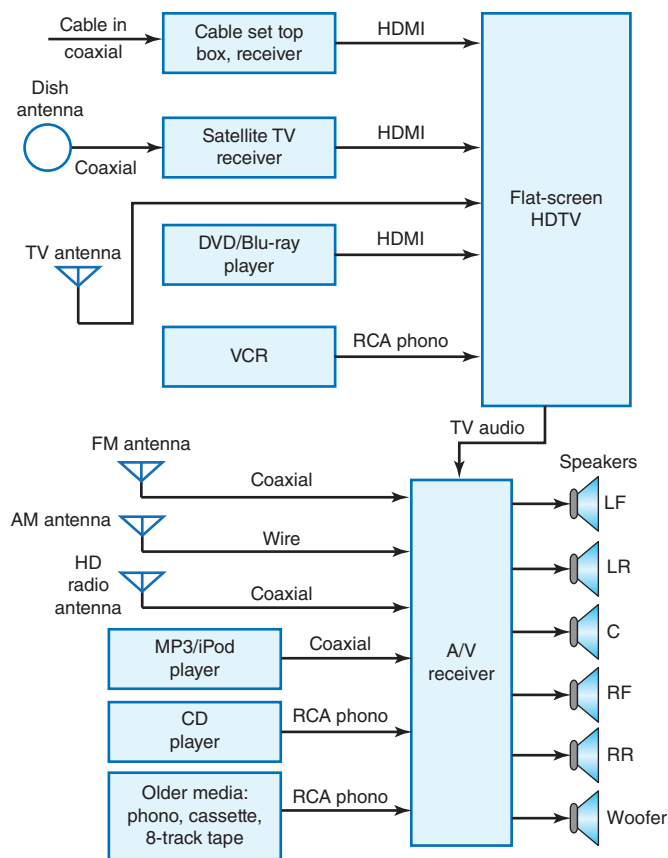 Cable in
coaxial
Cable set top
box, receiver
HDMI
Dish
antenna
Coaxial
Satellite TV
receiver
HDMI
Flat-screen
HDTV
TV antenna
DVD/Blu-ray
player
HDMI
VCR
RCA phono
TV audio
FM antenna
Coaxial
Speakers
LF
AM antenna
Wire
HD
radio
antenna
Coaxial
LR
MP3/iPod
player
Coaxial
A/V
receiver
C
CD
player
RCA phono
RF
RR
Older media:
phono, cassette,
8-track tape
RCA phono
Woofer